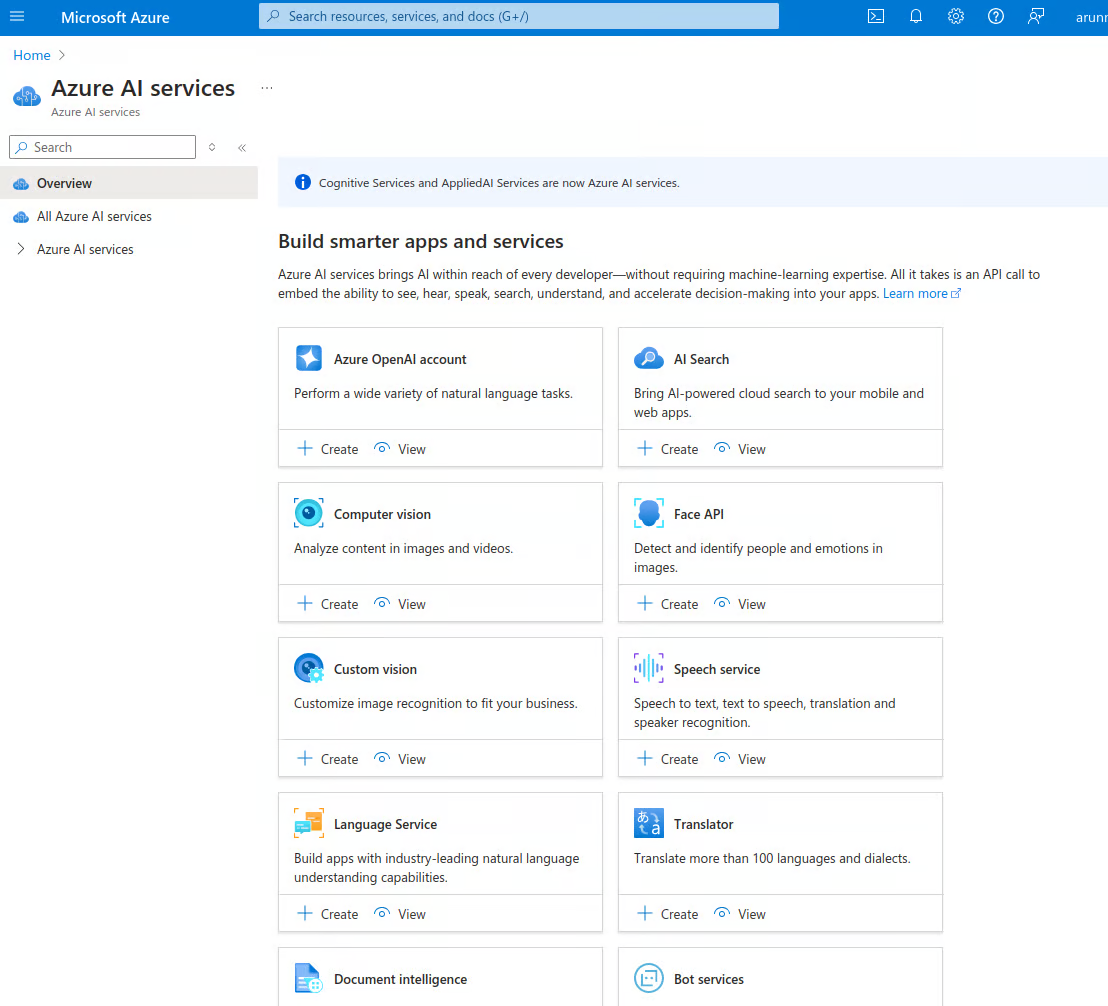 Microsoft Azure
Search resources, services, and docs (G+/)
Home
Azure AI services
Azure AI services
Search
Overview
All Azure AI services
Azure AI services
Cognitive Services and AppliedAI Services are now Azure AI services.
Build smarter apps and services
Azure AI services brings AI within reach of every developer—without requiring machine-learning expertise. All it takes is an API call to
embed the ability to see, hear, speak, search, understand, and accelerate decision-making into your apps. Learn more
Azure OpenAI account
Perform a wide variety of natural language tasks.
Create View
AI Search
Bring AI-powered cloud search to your mobile and
web apps.
Create View
Computer vision
Analyze content in images and videos.
Create View
Face API
Detect and identify people and emotions in
images.
Create View
Custom vision
Customize image recognition to fit your business.
Create View
Speech service
Speech to text, text to speech, translation and
speaker recognition.
Create View
Language Service
Build apps with industry-leading natural language
understanding capabilities.
Create View
Translator
Translate more than 100 languages and dialects.
Create View
Document intelligence
Bot services